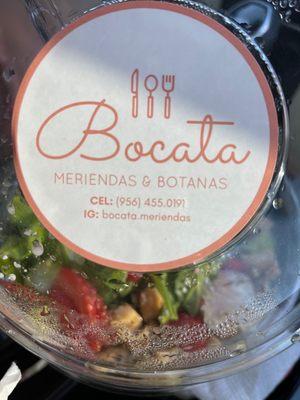 Bocata
MERIENDAS & BOTANAS
CEL: (956) 455.0191
IG: bocata.meriendas